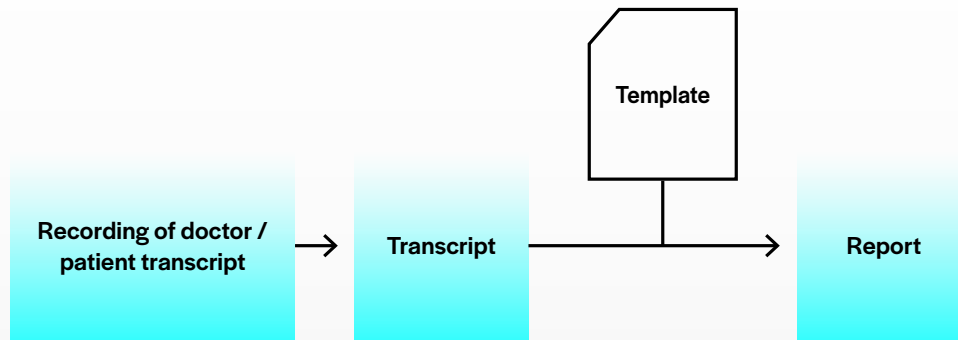 Template
Recording of doctor /
patient transcript
Transcript
Report